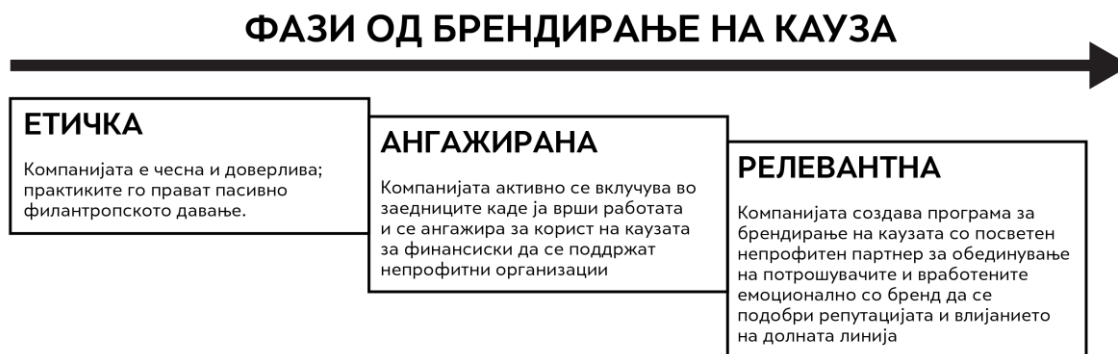 ФАЗИ ОД БРЕНДИРАЊЕ НА КАУЗА
ЕТИЧКА
Компанијата е чесна и доверлива;
практиките го прават пасивно
филантропското давање.
АНГАЖИРАНА
Компанијата активно се вклучува во
заедниците каде ја врши работата
и се ангажира за корист на каузата
за финансиски да се поддржат
непрофитни организации
РЕЛЕВАНТНА
Компанијата создава програма за
брендирање на каузата со посветен
непрофитен партнер за обединување
на потрошувачите и вработените
емоционално со бренд да се
подобри репутацијата и влијанието
на долната линија